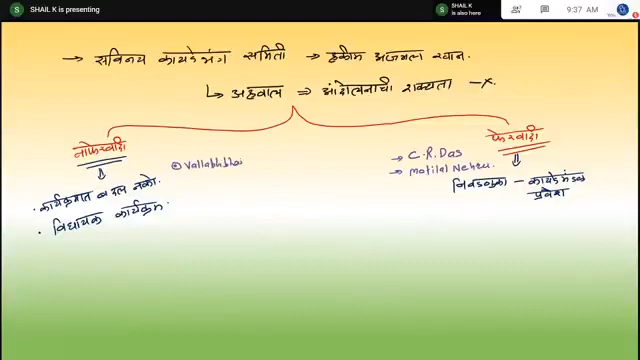 SHAIL K is presenting
SHAIL K
is also here
9:37 AM
You
→ सविनय कायदेभंग समिती ⇒ हकीम अजमल खान.
↳ अहवाल ⇒ आंदोलनाची शक्यता - x.
नाफेरवादी
फेरवादी
Vallabhbhai
→ C.R.Das
→ Motilal Nehru
· कार्यक्रमात बदल नको.
· विधायक कार्यक्रम.
निवडणुका - कायदेमंडळ
प्रवेश